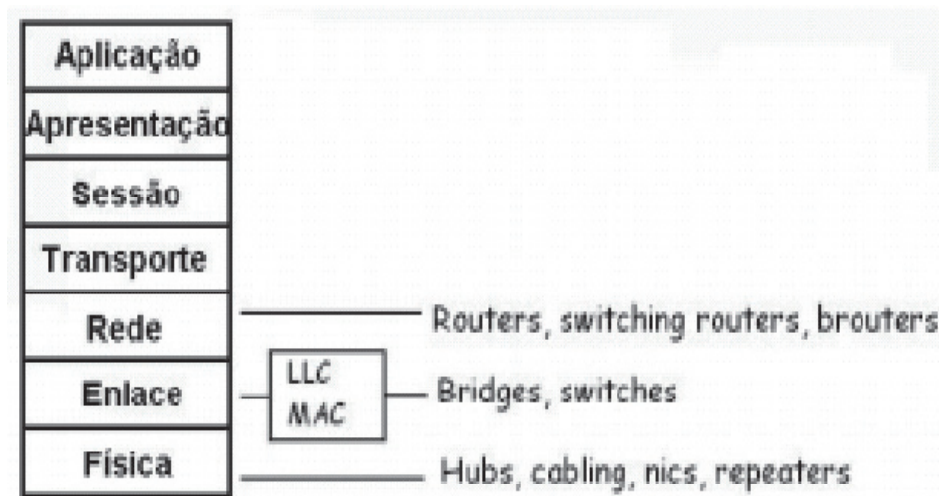 Aplicação
Apresentação
Sessão
Transporte
Rede
Routers, switching routers, brouters
Enlace
LLC
MAC
Bridges, switches
Física
Hubs, cabling, nics, repeaters